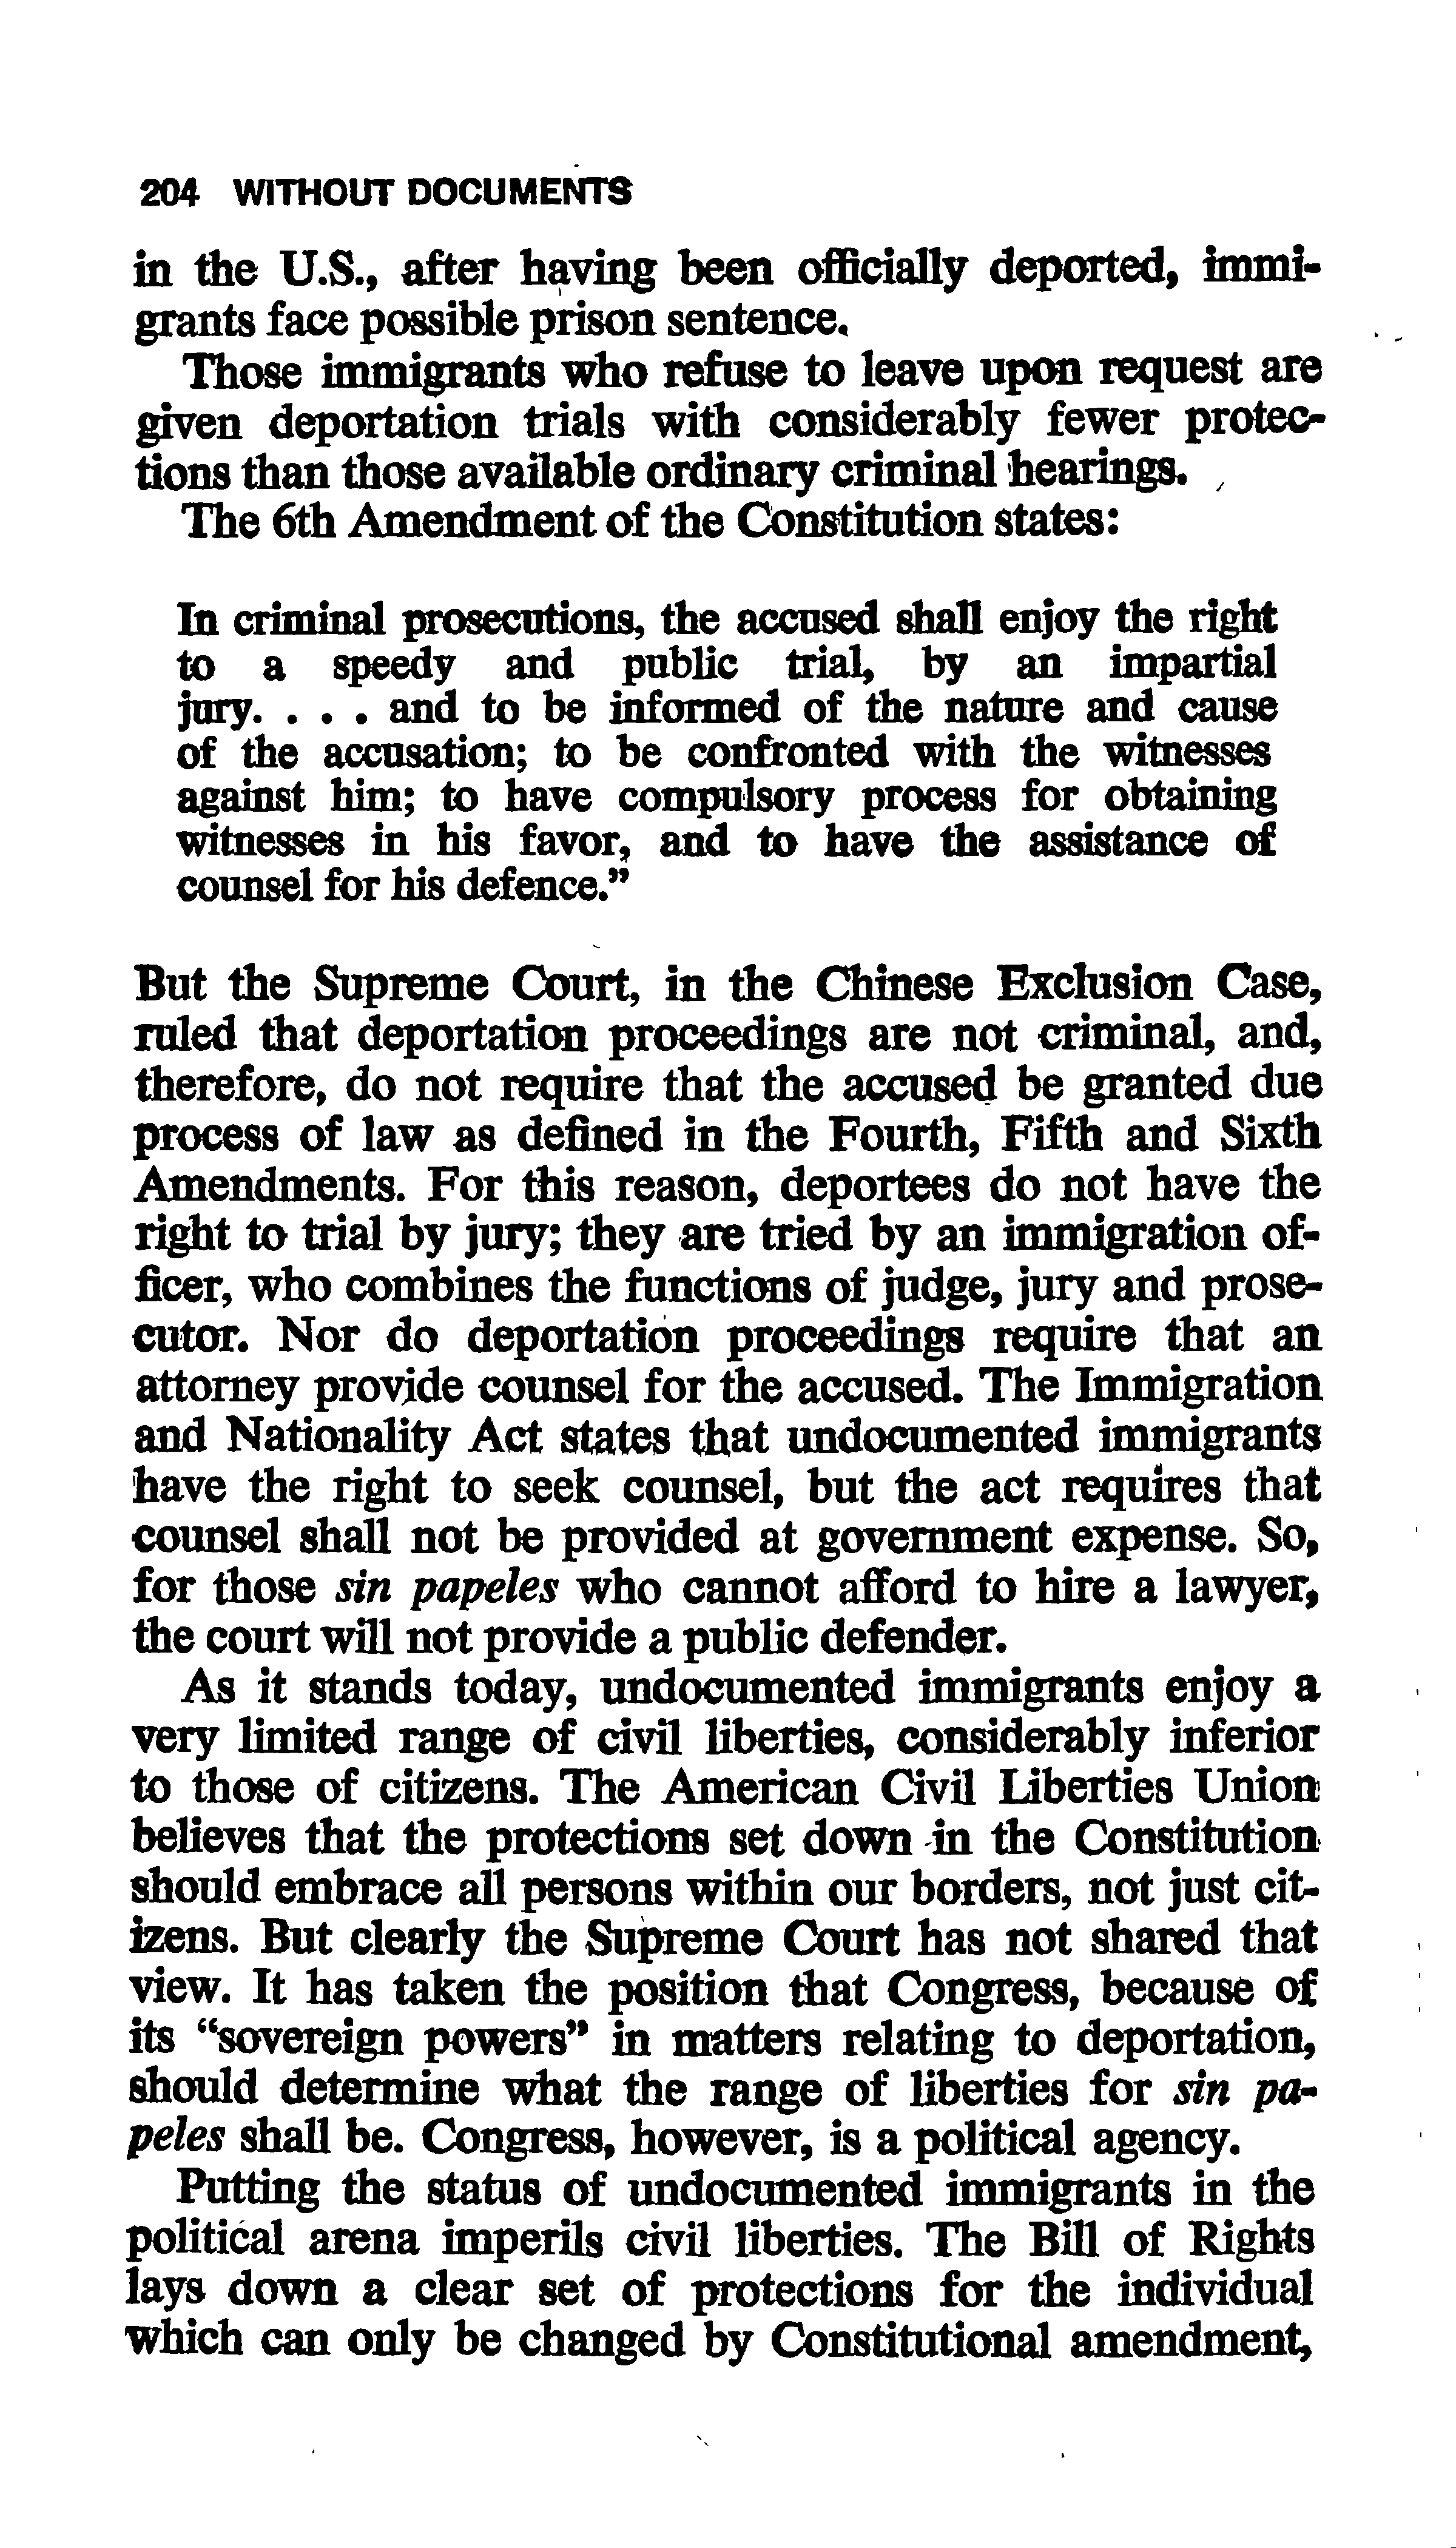 204 WITHOUT DOCUMENTS
in the U.S., after having been officially deported, immi-
grants face possible prison sentence.
Those immigrants who refuse to leave upon request are
given deportation trials with considerably fewer protec-
tions than those available ordinary criminal hearings.
The 6th Amendment of the Constitution states:
In criminal prosecutions, the accused shall enjoy the right
to a speedy and public trial, by an impartial
jury. . . . and to be informed of the nature and cause
of the accusation; to be confronted with the witnesses
against him; to have compulsory process for obtaining
witnesses in his favor, and to have the assistance of
counsel for his defence.”
But the Supreme Court, in the Chinese Exclusion Case,
ruled that deportation proceedings are not criminal, and,
therefore, do not require that the accused be granted due
process of law as defined in the Fourth, Fifth and Sixth
Amendments. For this reason, deportees do not have the
right to trial by jury; they are tried by an immigration of-
ficer, who combines the functions of judge, jury and prose-
cutor. Nor do deportation proceedings require that an
attorney provide counsel for the accused. The Immigration
and Nationality Act states that undocumented immigrants
have the right to seek counsel, but the act requires that
counsel shall not be provided at government expense. So,
for those sin papeles who cannot afford to hire a lawyer,
the court will not provide a public defender.
As it stands today, undocumented immigrants enjoy a
very limited range of civil liberties, considerably inferior
to those of citizens. The American Civil Liberties Union
believes that the protections set down in the Constitution
should embrace all persons within our borders, not just cit-
izens. But clearly the Supreme Court has not shared that
view. It has taken the position that Congress, because of
its “sovereign powers” in matters relating to deportation,
should determine what the range of liberties for sin pa-
peles shall be. Congress, however, is a political agency.
Putting the status of undocumented immigrants in the
political arena imperils civil liberties. The Bill of Rights
lays down a clear set of protections for the individual
which can only be changed by Constitutional amendment,